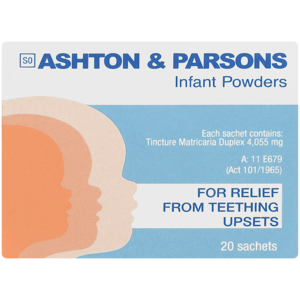 S0 ASHTON & PARSONS
Infant Powders
Each sachet contains:
Tincture Matricaria Duplex 4,055 mg
A: 11 E679
(Act 101/1965)
FOR RELIEF
FROM TEETHING
UPSETS
20 sachets